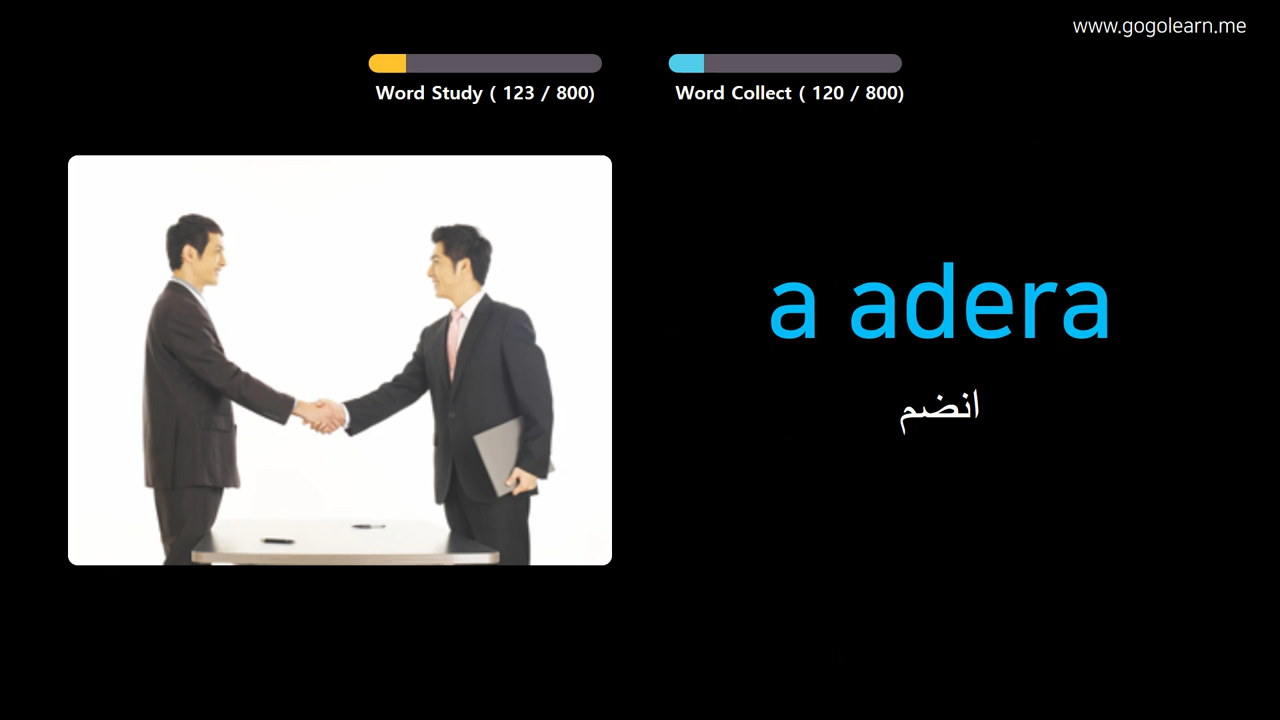 www.gogolearn.me
Word Study ( 123 / 800)
Word Collect ( 120 / 800)
a adera
انضم